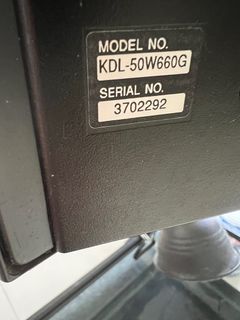 MODEL NO.
KDL-50W660G
SERIAL NO.
3702292